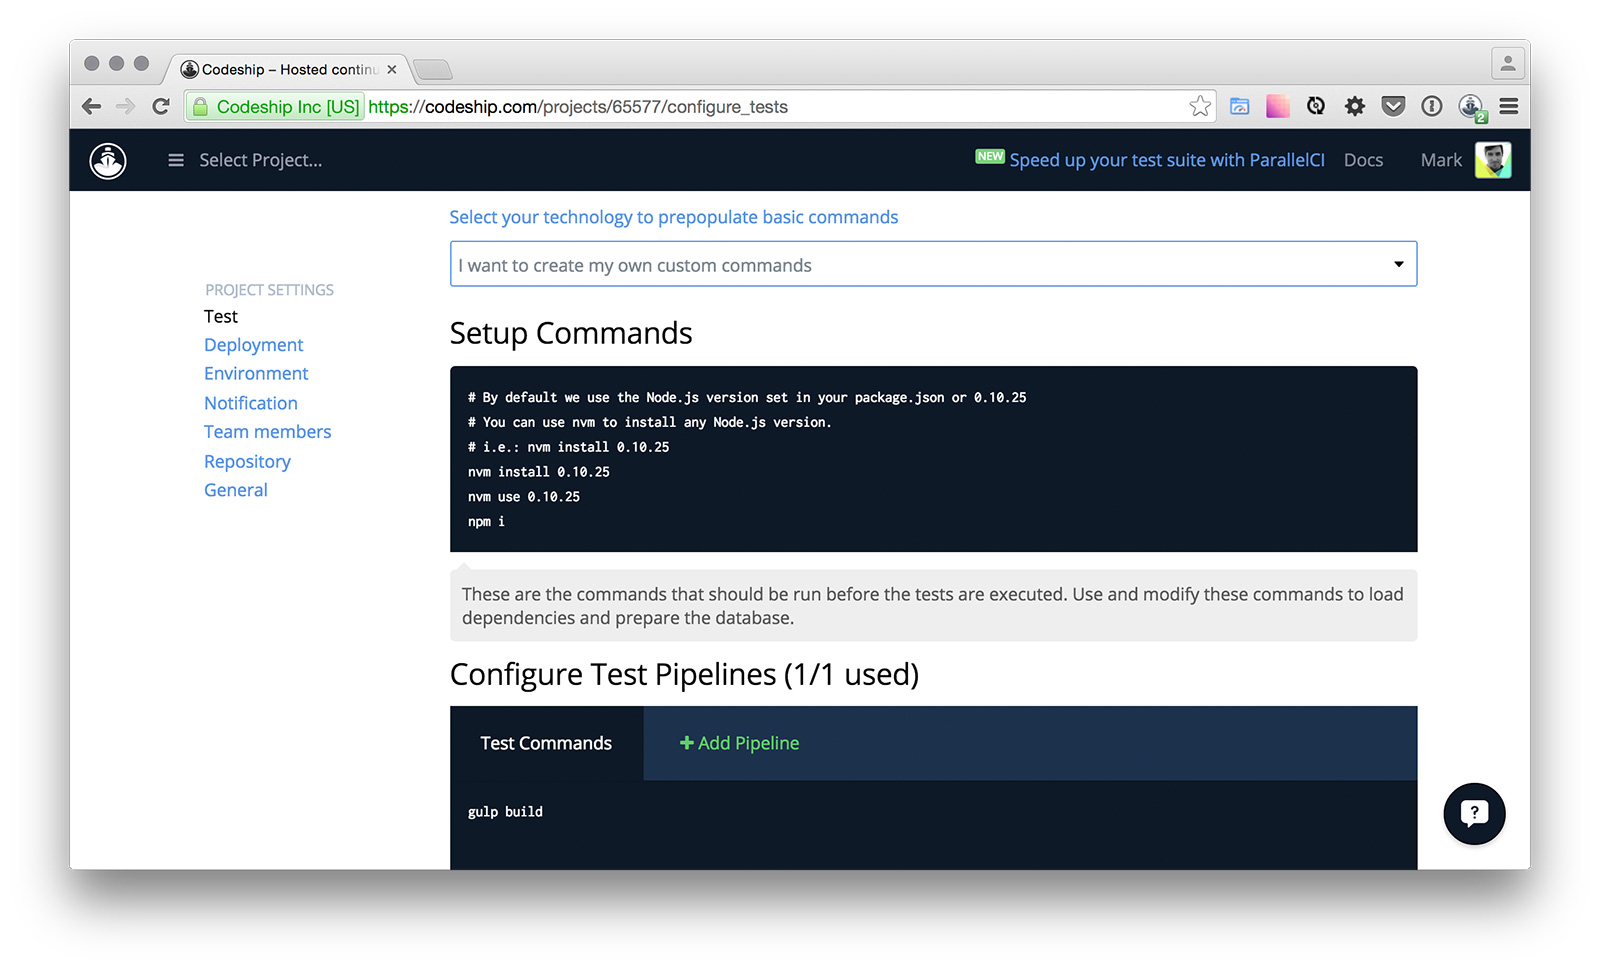 Codeship – Hosted continu
Codeship Inc [US] https://codeship.com/projects/65577/configure_tests
2
Select Project...
NEW Speed up your test suite with ParallelCI Docs Mark
Select your technology to prepopulate basic commands
I want to create my own custom commands
PROJECT SETTINGS
Test
Deployment
Environment
Notification
Team members
Repository
General
Setup Commands
# By default we use the Node.js version set in your package.json or 0.10.25
# You can use nvm to install any Node.js version.
# i.e.: nvm install 0.10.25
nvm install 0.10.25
nvm use 0.10.25
npm i
These are the commands that should be run before the tests are executed. Use and modify these commands to load
dependencies and prepare the database.
Configure Test Pipelines (1/1 used)
Test Commands
+ Add Pipeline
gulp build
?